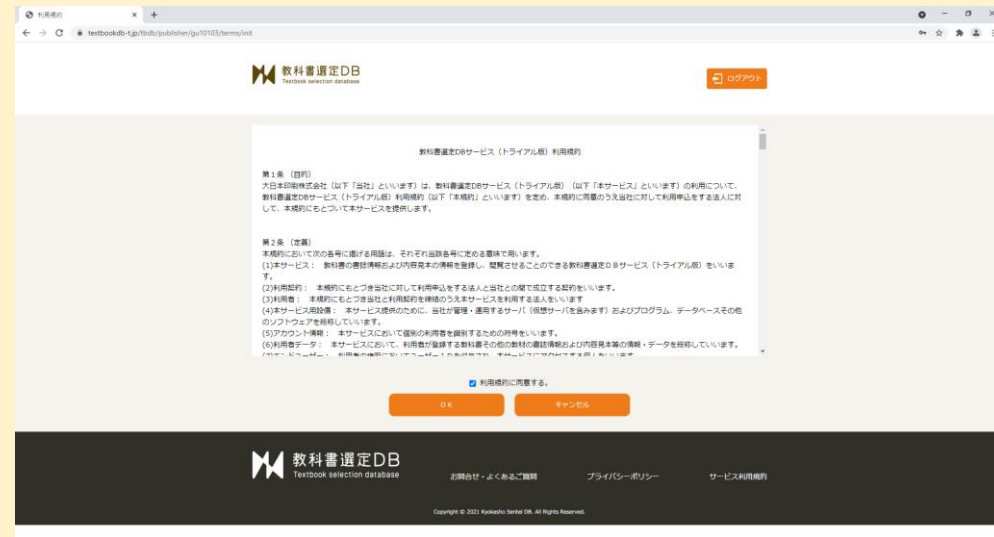 利用規約
textbookdb-t.jp/tbdb/publisher/gu10103/terms/init
教科書選定DB
Textbook selection database
ログアウト
教科書選定DBサービス（トライアル版）利用規約
第１条 （目的）
大日本印刷株式会社（以下「当社」といいます）は、教科書選定DBサービス（トライアル版）（以下「本サービス」といいます）の利用について、
教科書選定DBサービス（トライアル版）利用規約（以下「本規約」といいます）を定め、本規約に同意のうえ当社に対して利用申込をする法人に対
して、本規約にもとづいて本サービスを提供します。
第２条 （定義）
本規約において次の各号に掲げる用語は、それぞれ当該各号に定める意味で用います。
(1)本サービス： 教科書の書誌情報および内容見本の情報を登録し、閲覧させることのできる教科書選定ＤＢサービス（トライアル版）をいいま
す。
(2)利用契約： 本規約にもとづき当社に対して利用申込をする法人と当社との間で成立する契約をいいます。
(3)利用者： 本規約にもとづき当社と利用契約を締結のうえ本サービスを利用する法人をいいます
(4)本サービス用設備： 本サービス提供のために、当社が管理・運用するサーバ（仮想サーバを含みます）およびプログラム、データベースその他
のソフトウェアを総称していいます。
(5)アカウント情報： 本サービスにおいて個別の利用者を識別するための符号をいいます。
(6)利用者データ： 本サービスにおいて、利用者が登録する教科書その他の教材の書誌情報および内容見本等の情報・データを総称していいます。
利用規約に同意する。
ＯＫ
キャンセル
教科書選定DB
Textbook selection database
お問合せ・よくあるご質問
プライバシーポリシー
サービス利用規約
Copyright © 2021 Kyokasho Sentei DB. All Rights Reserved.